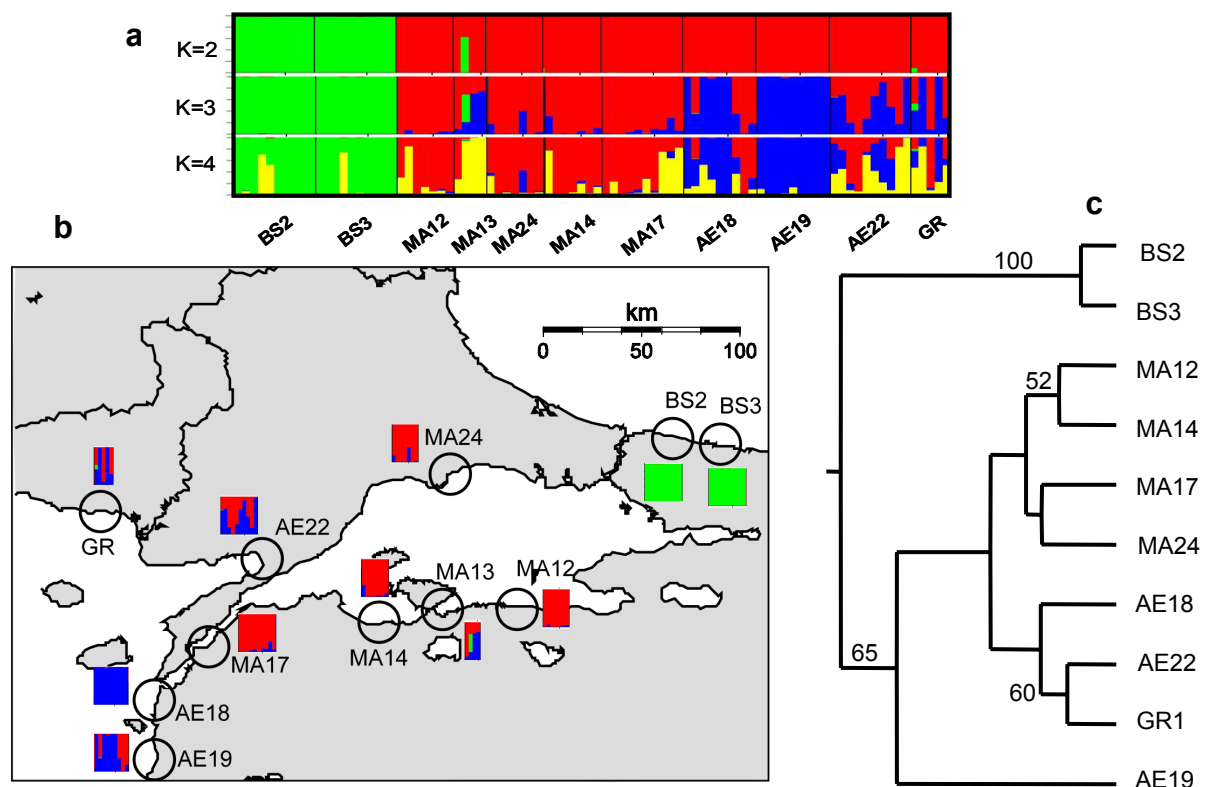 a
K=2
K=3
K=4
BS2 BS3 MA12 MA13 MA24 MA14 MA17 AE18 AE19 AE22 GR
b
km
0 50 100
BS2 BS3
MA24
GR
AE22
MA13 MA12
MA14
MA17
AE18
AE19
c
100
BS2
BS3
52
MA12
MA14
MA17
MA24
AE18
65
AE22
60
GR1
AE19